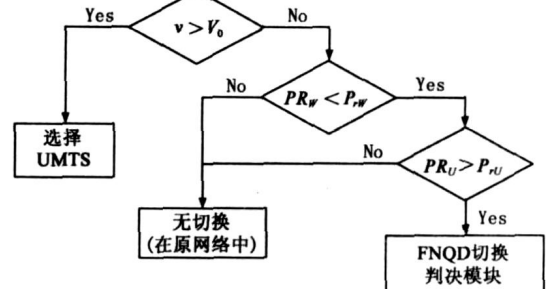 Yes
v > V₀
No
No
PR_W < P_rW
Yes
选择
UMTS
No
PR_U > P_rU
无切换
(在原网络中)
Yes
FNQD切换
判决模块